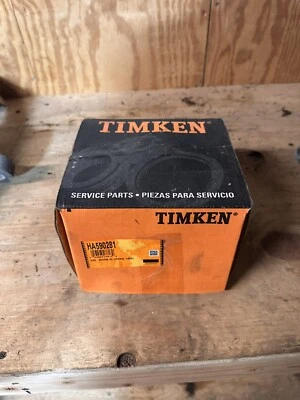 TIMKEN®
SERVICE PARTS • PIEZAS PARA SERVICIO
TIMKEN®
HA590281